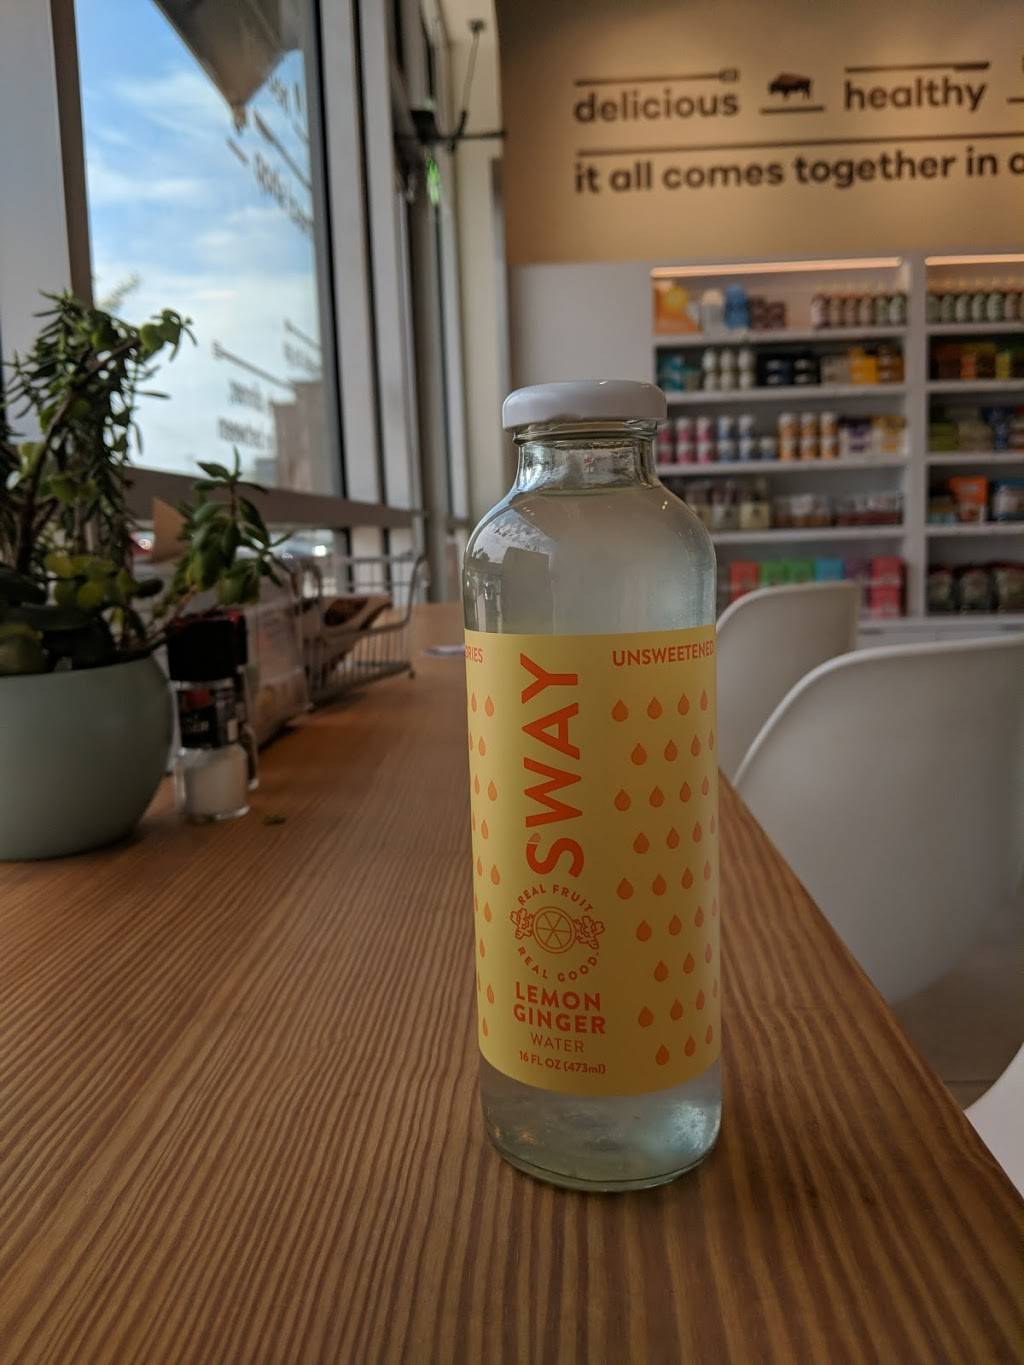 delicious healthy
it all comes together in a
UNSWEETENED
SWAY
REAL FRUIT
REAL GOOD.
LEMON
GINGER
WATER
16 FL OZ (473ml)